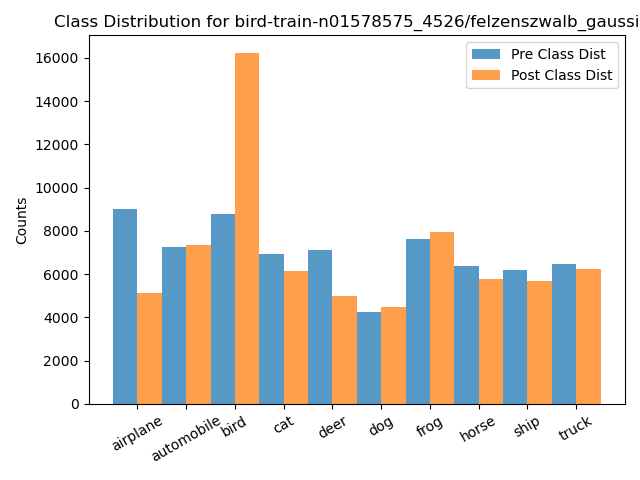 Class Distribution for bird-train-n01578575_4526/felzenszwalb_gaussi
Pre Class Dist
Post Class Dist
Counts
16000
14000
12000
10000
8000
6000
4000
2000
0
airplane
automobile
bird
cat
deer
dog
frog
horse
ship
truck